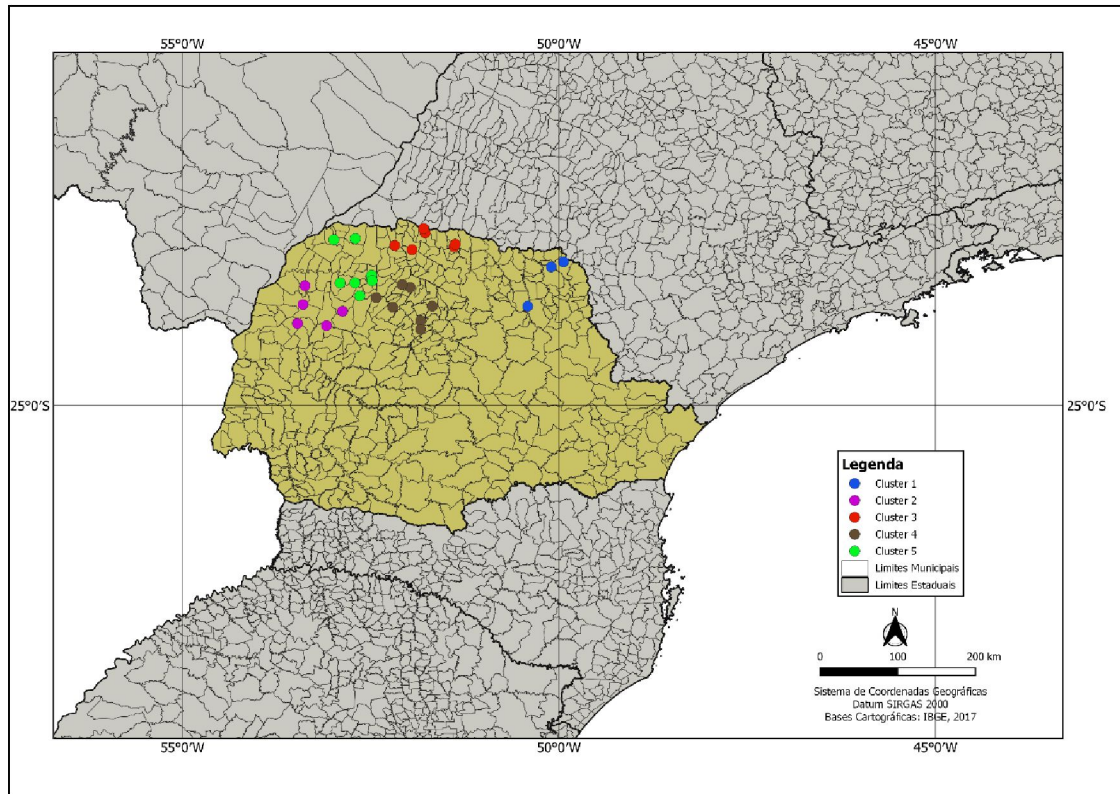 55°0'W 50°0'W 45°0'W
25°0'S 25°0'S
Legenda
Cluster 1
Cluster 2
Cluster 3
Cluster 4
Cluster 5
Limites Municipais
Limites Estaduais
N
0 100 200 km
Sistema de Coordenadas Geográficas
Datum SIRGAS 2000
Bases Cartográficas: IBGE, 2017
55°0'W 50°0'W 45°0'W